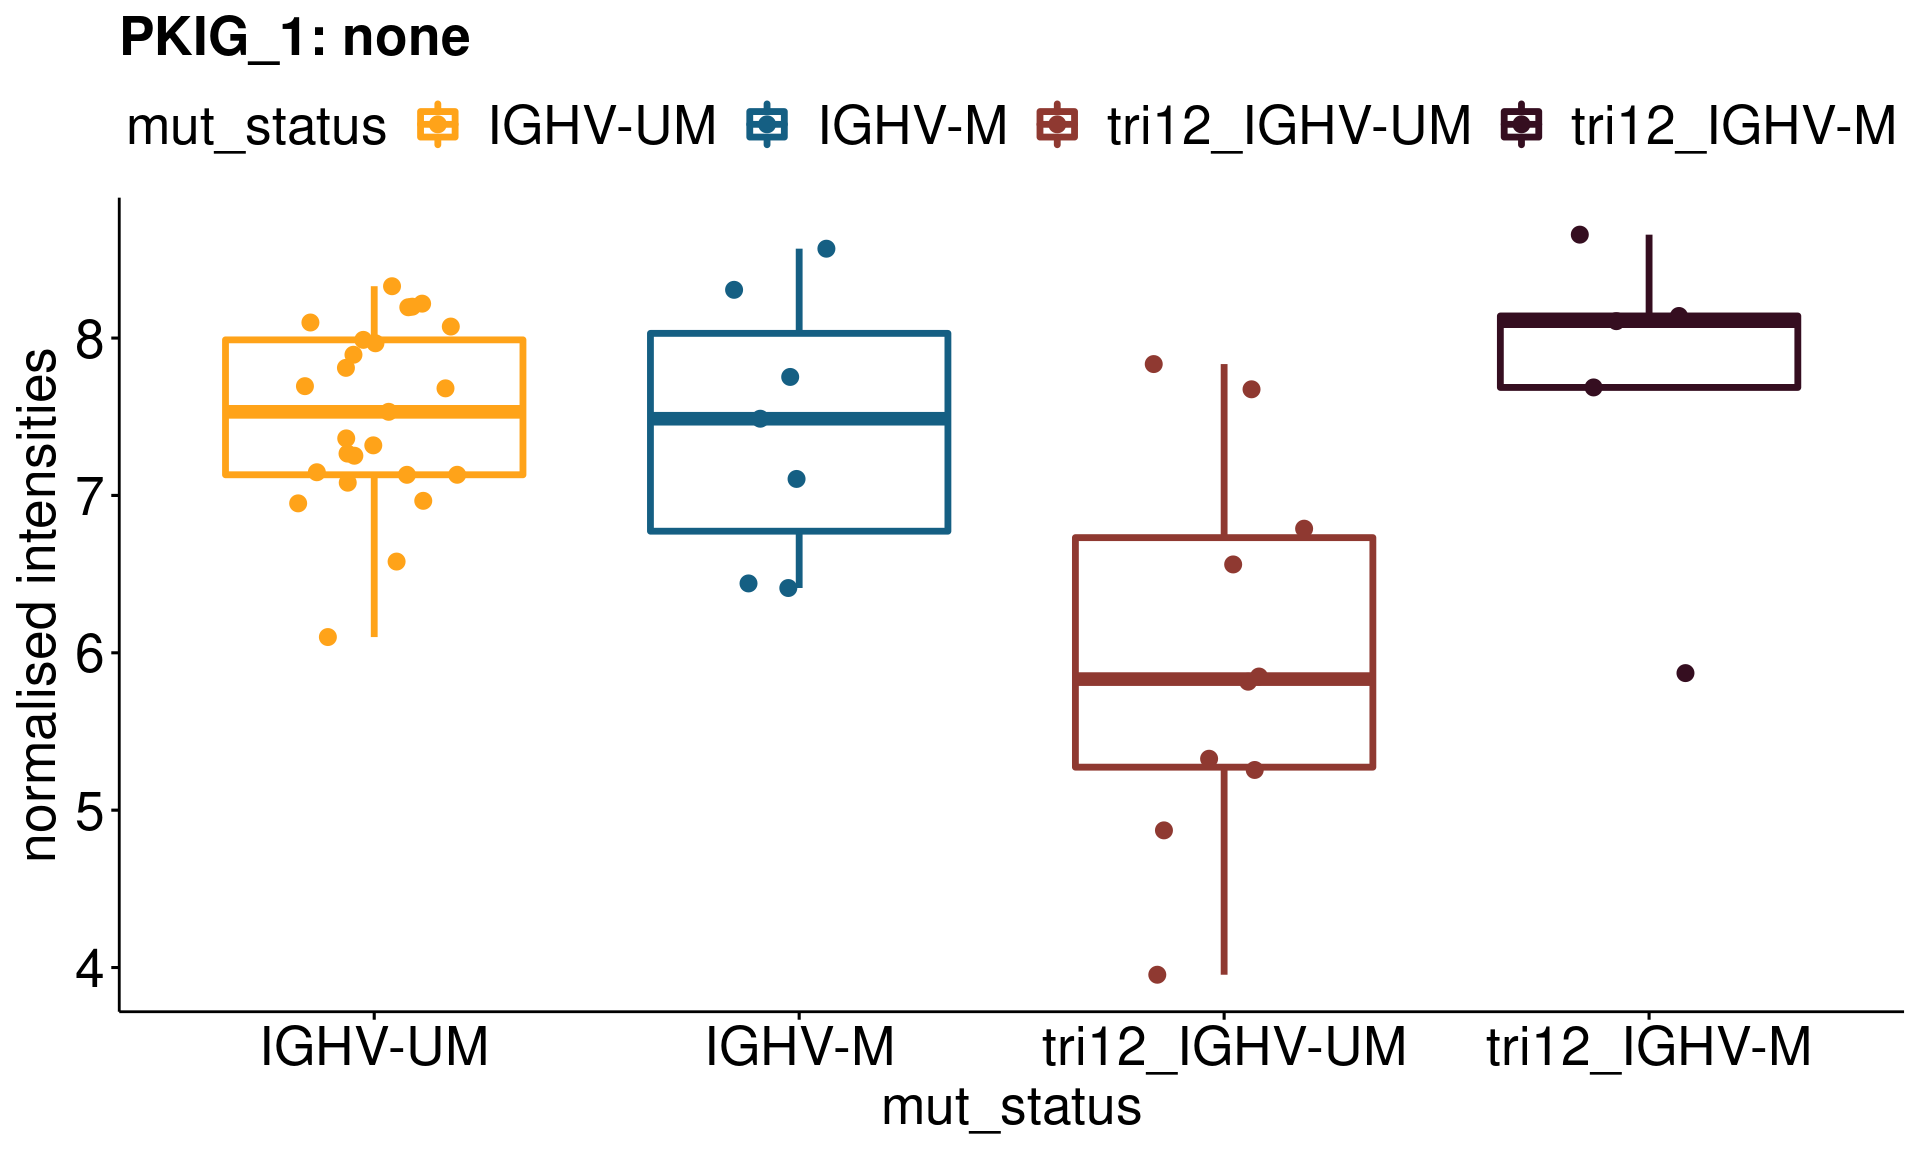 PKIG_1: none
mut_status IGHV-UM IGHV-M tri12_IGHV-UM tri12_IGHV-M
normalised intensities
8
7
6
5
4
IGHV-UM IGHV-M tri12_IGHV-UM tri12_IGHV-M
mut_status